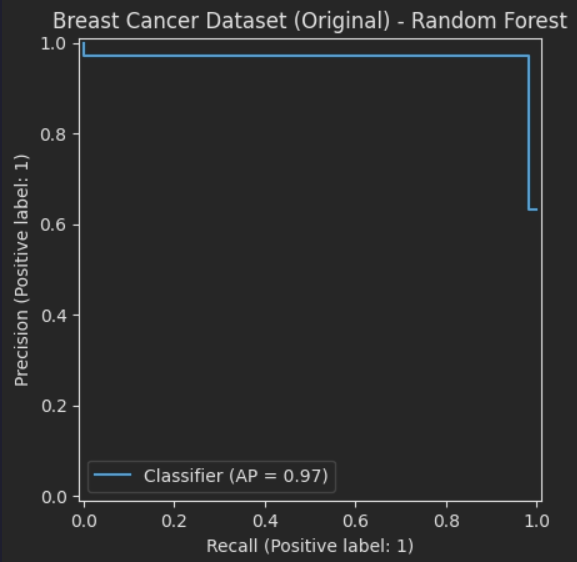 Breast Cancer Dataset (Original) - Random Forest
1.0
0.8
0.6
0.4
0.2
0.0
Precision (Positive label: 1)
Classifier (AP = 0.97)
0.0 0.2 0.4 0.6 0.8 1.0
Recall (Positive label: 1)